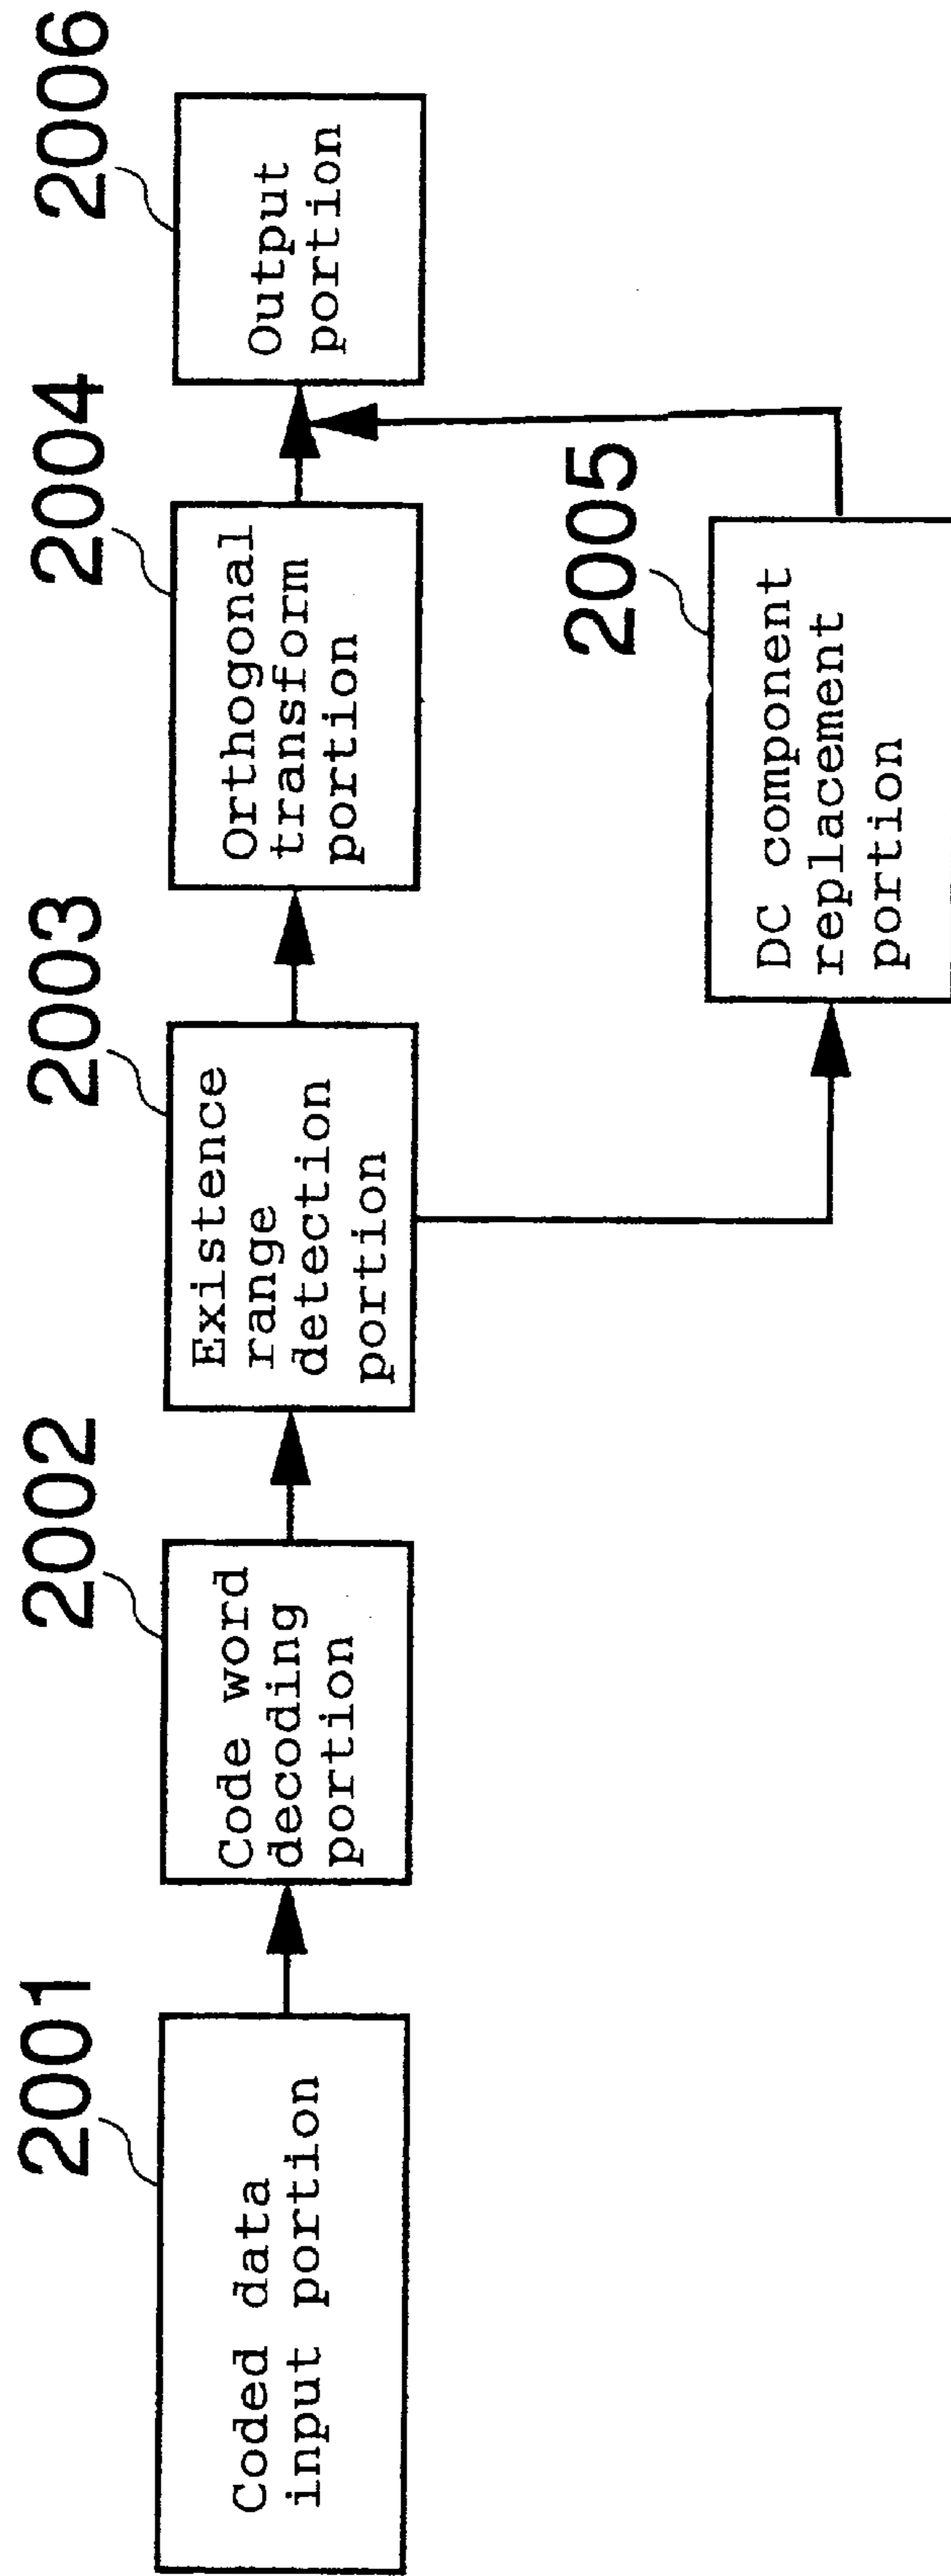 2001
Coded data
input portion
2002
Code word
decoding
portion
2003
Existence
range
detection
portion
2004
Orthogonal
transform
portion
2005
DC component
replacement
portion
2006
Output
portion